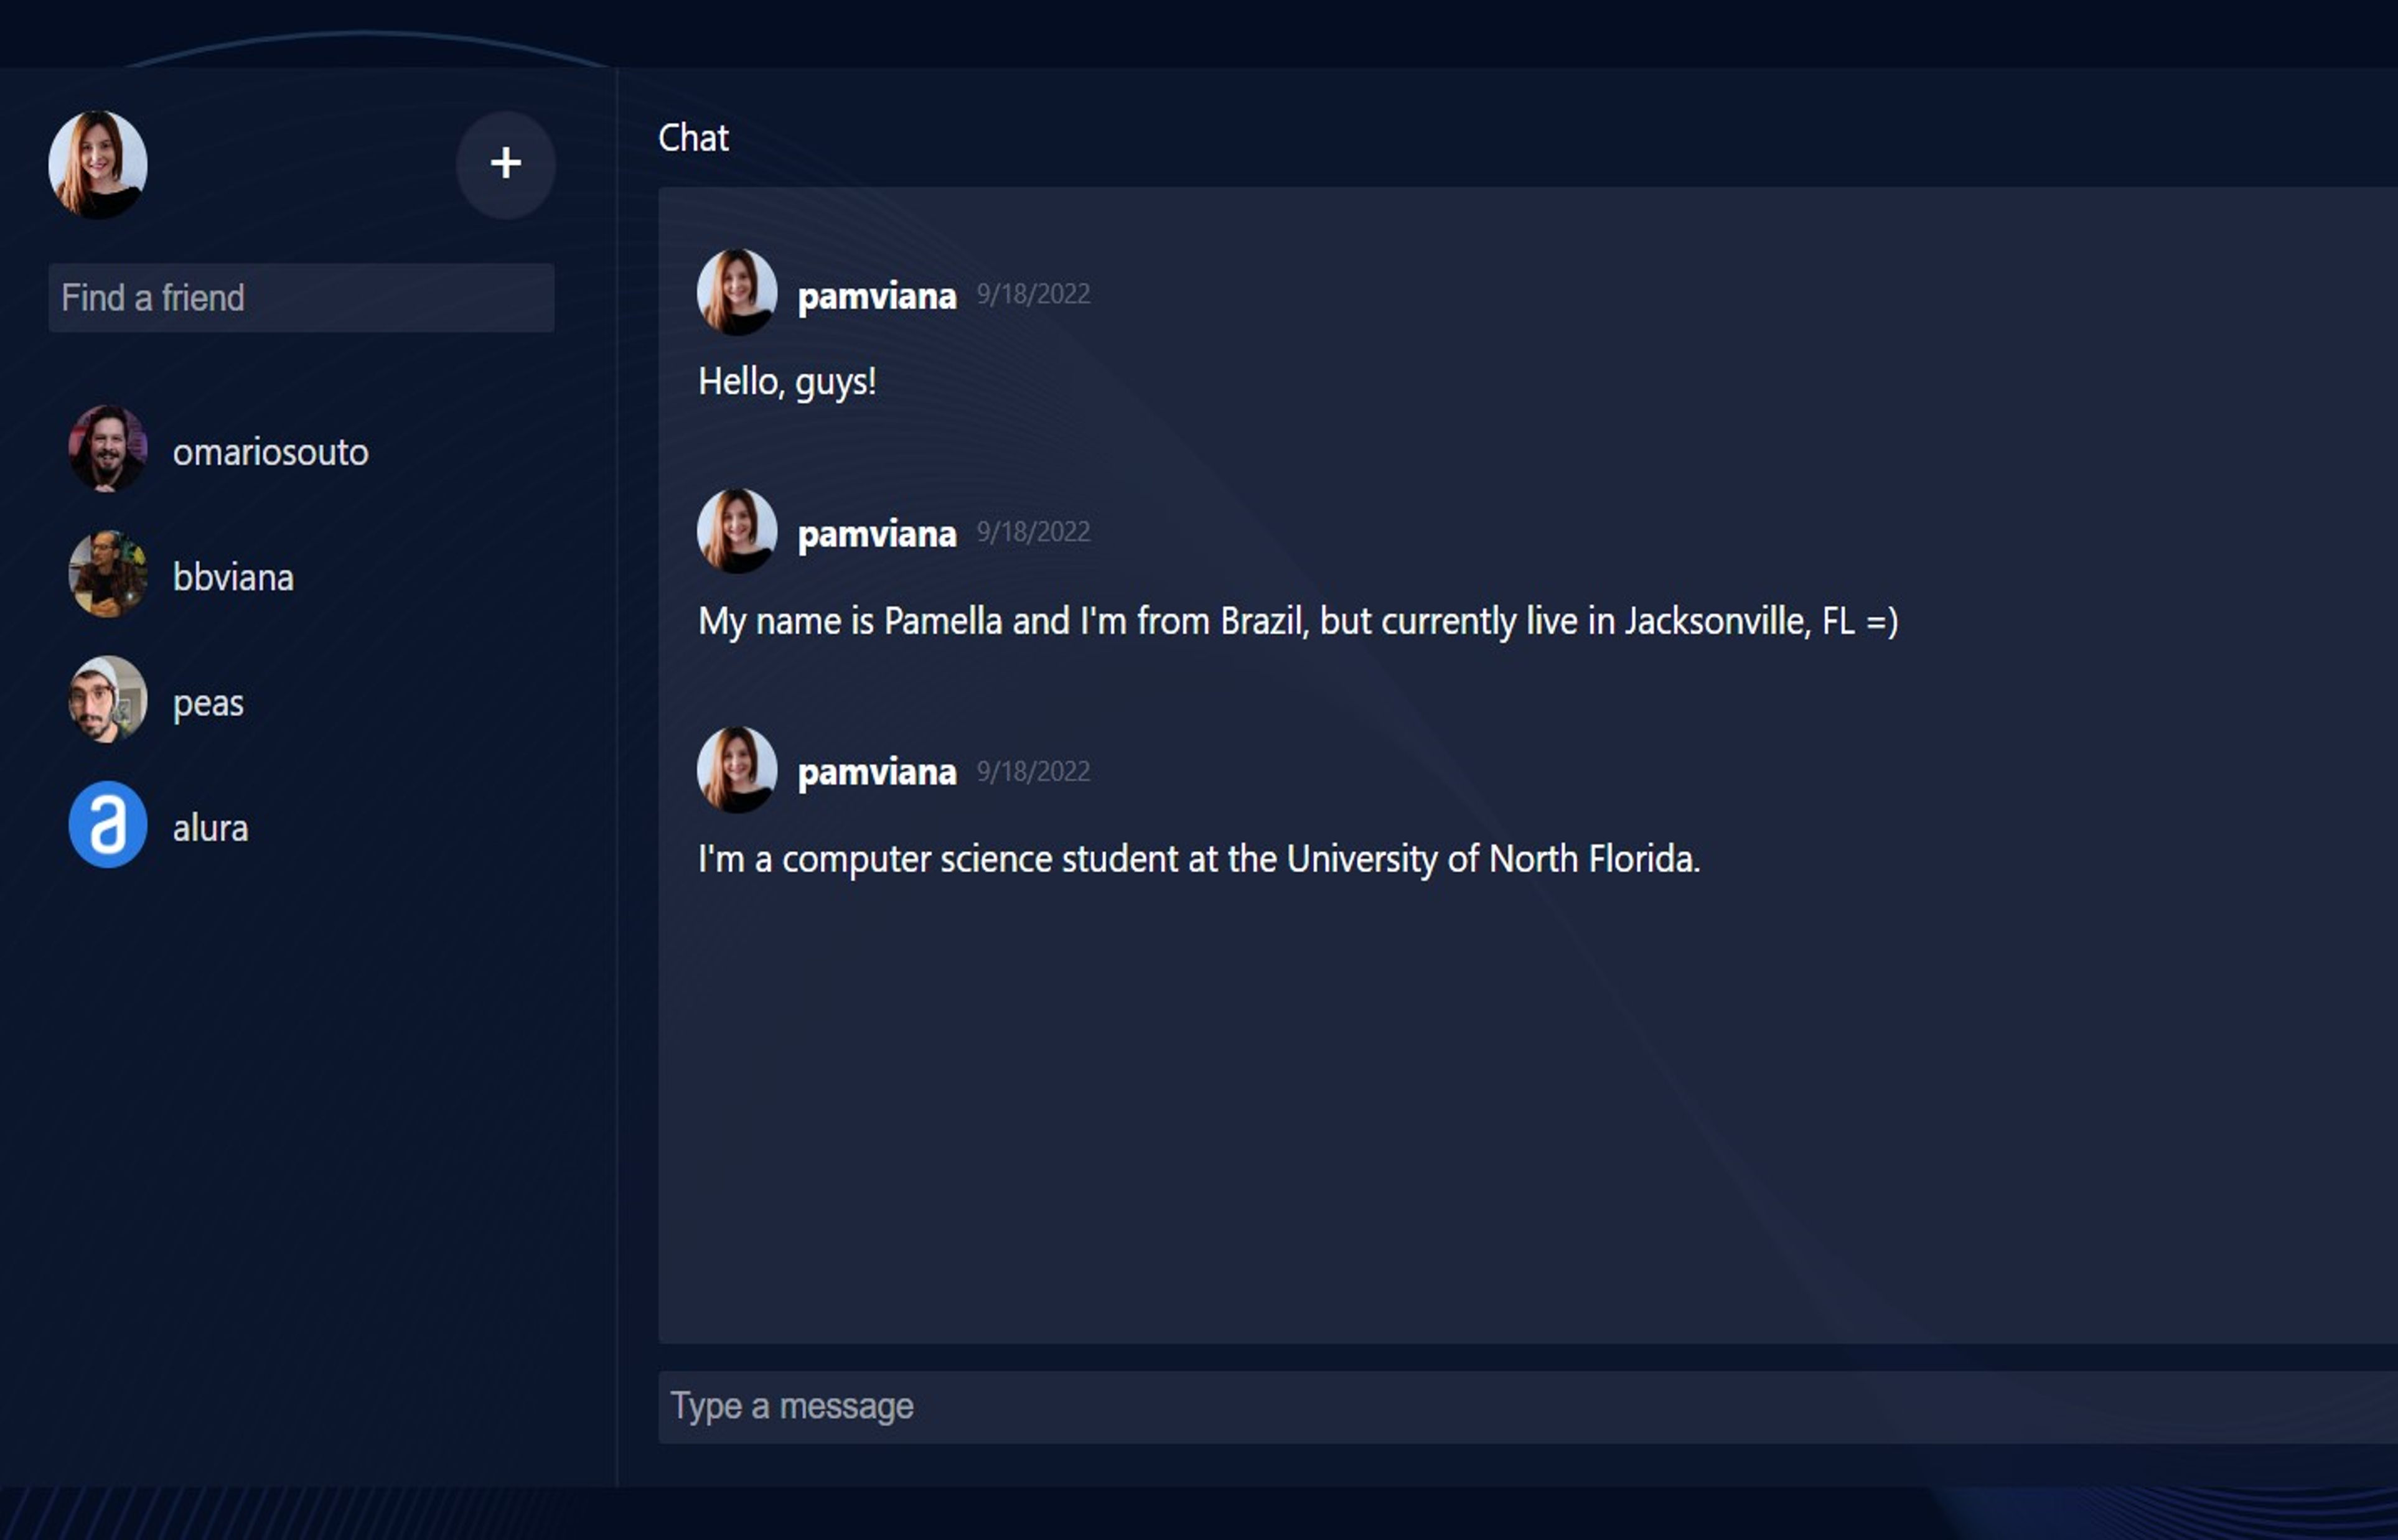 +
Find a friend
omariosouto
bbviana
peas
a alura
Chat
pamviana 9/18/2022
Hello, guys!
pamviana 9/18/2022
My name is Pamella and I'm from Brazil, but currently live in Jacksonville, FL =)
pamviana 9/18/2022
I'm a computer science student at the University of North Florida.
Type a message